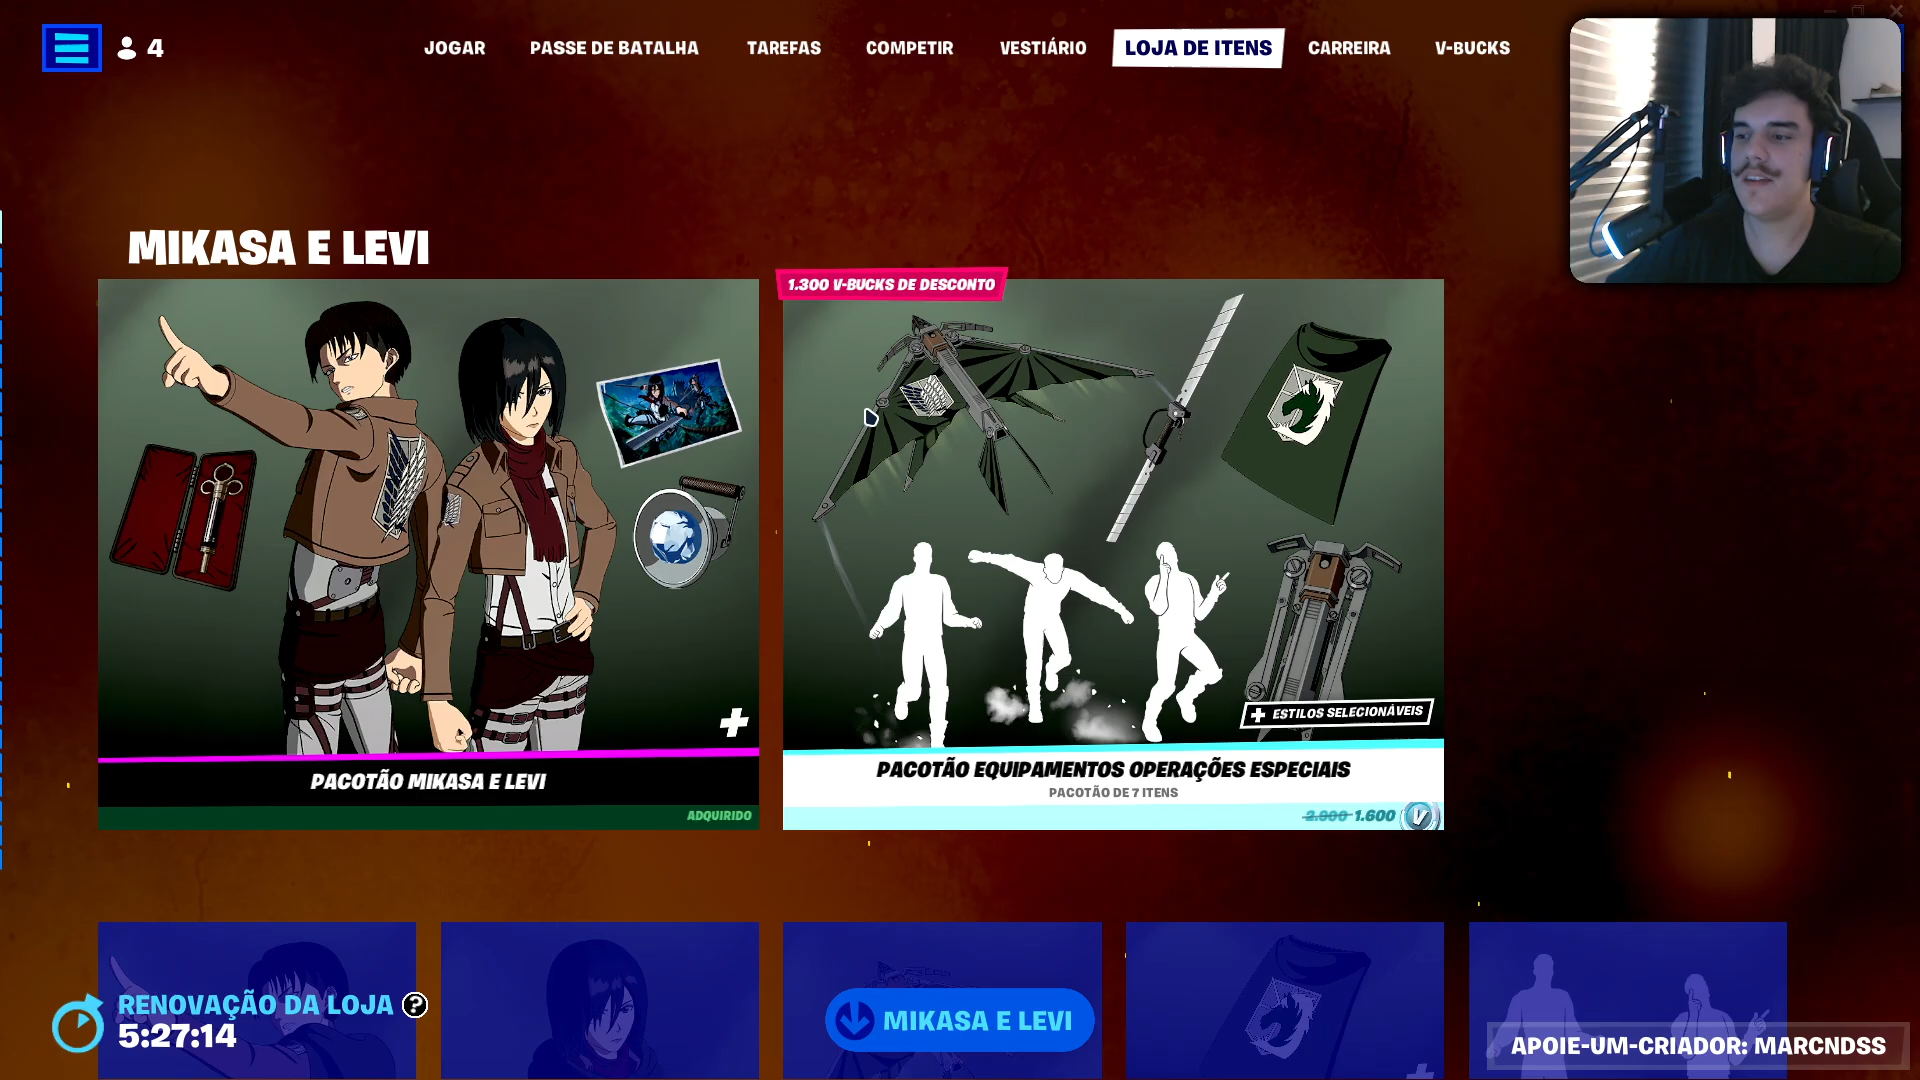 4
JOGAR
PASSE DE BATALHA
TAREFAS
COMPETIR
VESTIÁRIO
LOJA DE ITENS
CARREIRA
V-BUCKS
MIKASA E LEVI
1.300 V-BUCKS DE DESCONTO
+ ESTILOS SELECIONÁVEIS
PACOTÃO MIKASA E LEVI
ADQUIRIDO
PACOTÃO EQUIPAMENTOS OPERAÇÕES ESPECIAIS
PACOTÃO DE 7 ITENS
2.900 1.600
RENOVAÇÃO DA LOJA ?
5:27:14
MIKASA E LEVI
APOIE-UM-CRIADOR: MARCNDSS